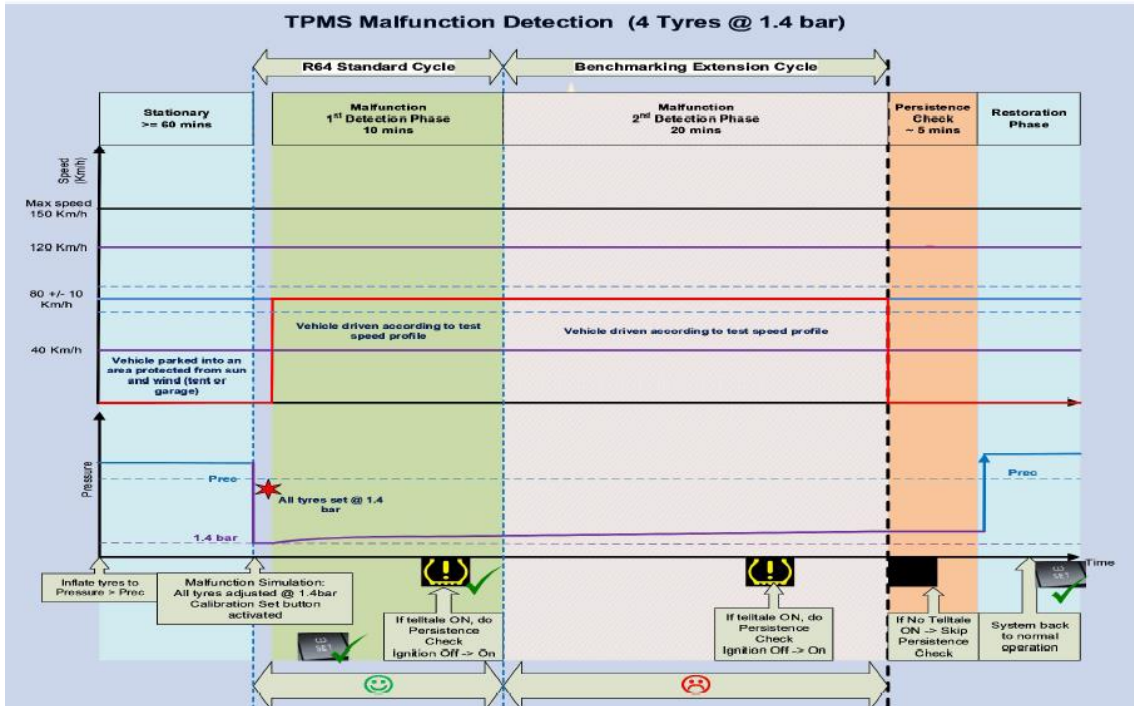 TPMS Malfunction Detection (4 Tyres @ 1.4 bar)
R64 Standard Cycle
Benchmarking Extension Cycle
Stationary
>= 60 mins
Malfunction
1st Detection Phase
10 mins
Malfunction
2nd Detection Phase
20 mins
Persistence
Check
~ 5 mins
Restoration
Phase
Speed
(Km/h)
Max speed
150 Km/h
120 Km/h
80 +/- 10
Km/h
40 Km/h
Vehicle parked into an
area protected from sun
and wind (tent or
garage)
Vehicle driven according to test
speed profile
Vehicle driven according to test speed profile
Pressure
Prec
All tyres set @ 1.4
bar
1.4 bar
Prec
Time
Inflate tyres to
Pressure > Prec
Malfunction Simulation:
All tyres adjusted @ 1.4bar
Calibration Set button
activated
SET
If telltale ON, do
Persistence
Check
Ignition Off -> On
If telltale ON, do
Persistence
Check
Ignition Off -> On
If No Telltale
ON -> Skip
Persistence
Check
SET
System back
to normal
operation